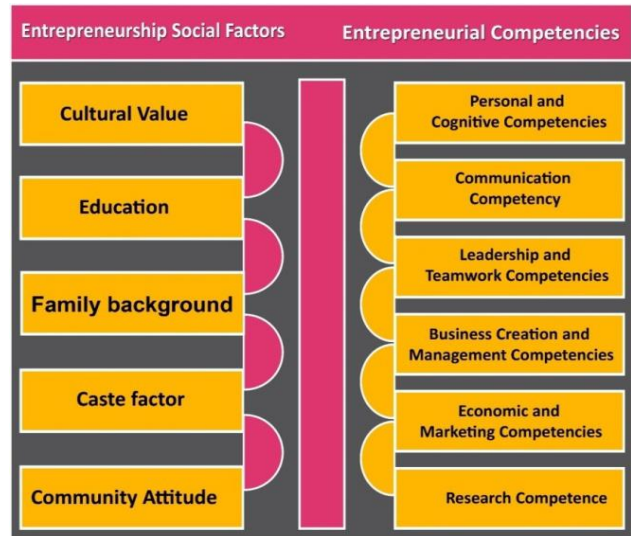 Entrepreneurship Social Factors
Entrepreneurial Competencies
Cultural Value
Education
Family background
Caste factor
Community Attitude
Personal and
Cognitive Competencies
Communication
Competency
Leadership and
Teamwork Competencies
Business Creation and
Management Competencies
Economic and
Marketing Competencies
Research Competence